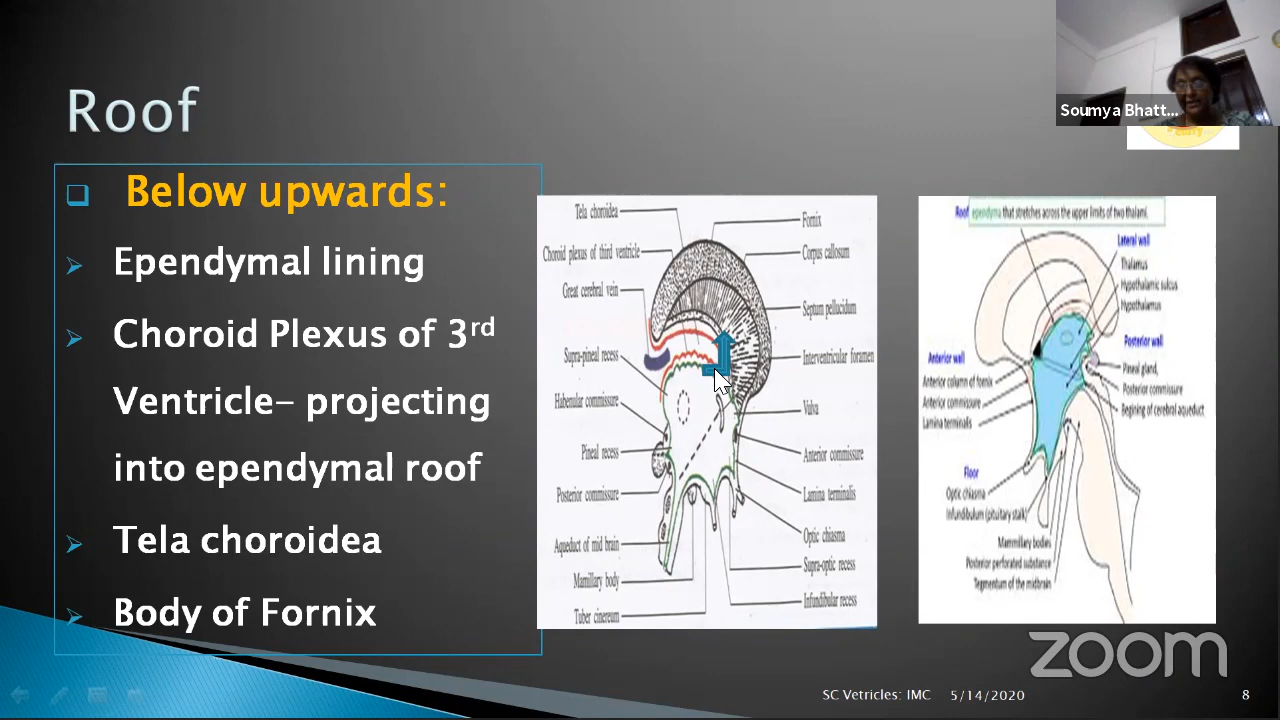 Roof
Soumya Bhatt...
Below upwards:
Ependymal lining
Choroid Plexus of 3rd
Ventricle– projecting
into ependymal roof
Tela choroidea
Body of Fornix
Tela choroidea
Choroid plexus of third ventricle
Great cerebral vein
Supra-pineal recess
Habenular commissure
Pineal recess
Posterior commissure
Aqueduct of mid brain
Mamillary body
Tuber cinereum
Fornix
Corpus callosum
Septum pellucidum
Interventricular foramen
Vulva
Anterior commissure
Lamina terminalis
Optic chiasma
Supra-optic recess
Infundibular recess
Roof ependyma that stretches across the upper limits of two thalami.
Lateral wall
Thalamus
Hypothalamic sulcus
Hypothalamus
Posterior wall
Pineal gland,
Posterior commissure
Begining of cerebral aqueduct
Anterior wall
Anterior column of fornix
Anterior commissure
Lamina terminalis
Floor
Optic chiasma
Infundibulum (pituitary stalk)
Mammillary bodies
Posterior perforated substance
Tegmentum of the midbrain
zoom
SC Vetricles: IMC 5/14/2020 8